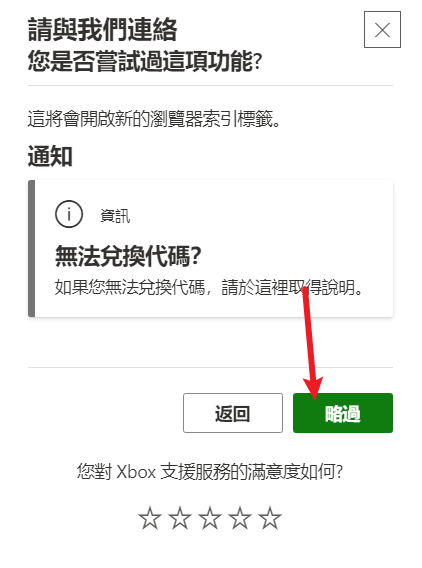 請與我們連絡
您是否嘗試過這項功能?
這將會開啟新的瀏覽器索引標籤。
通知
資訊
無法兌換代碼?
如果您無法兌換代碼，請於這裡取得說明。
返回
略過
您對 Xbox 支援服務的滿意度如何?